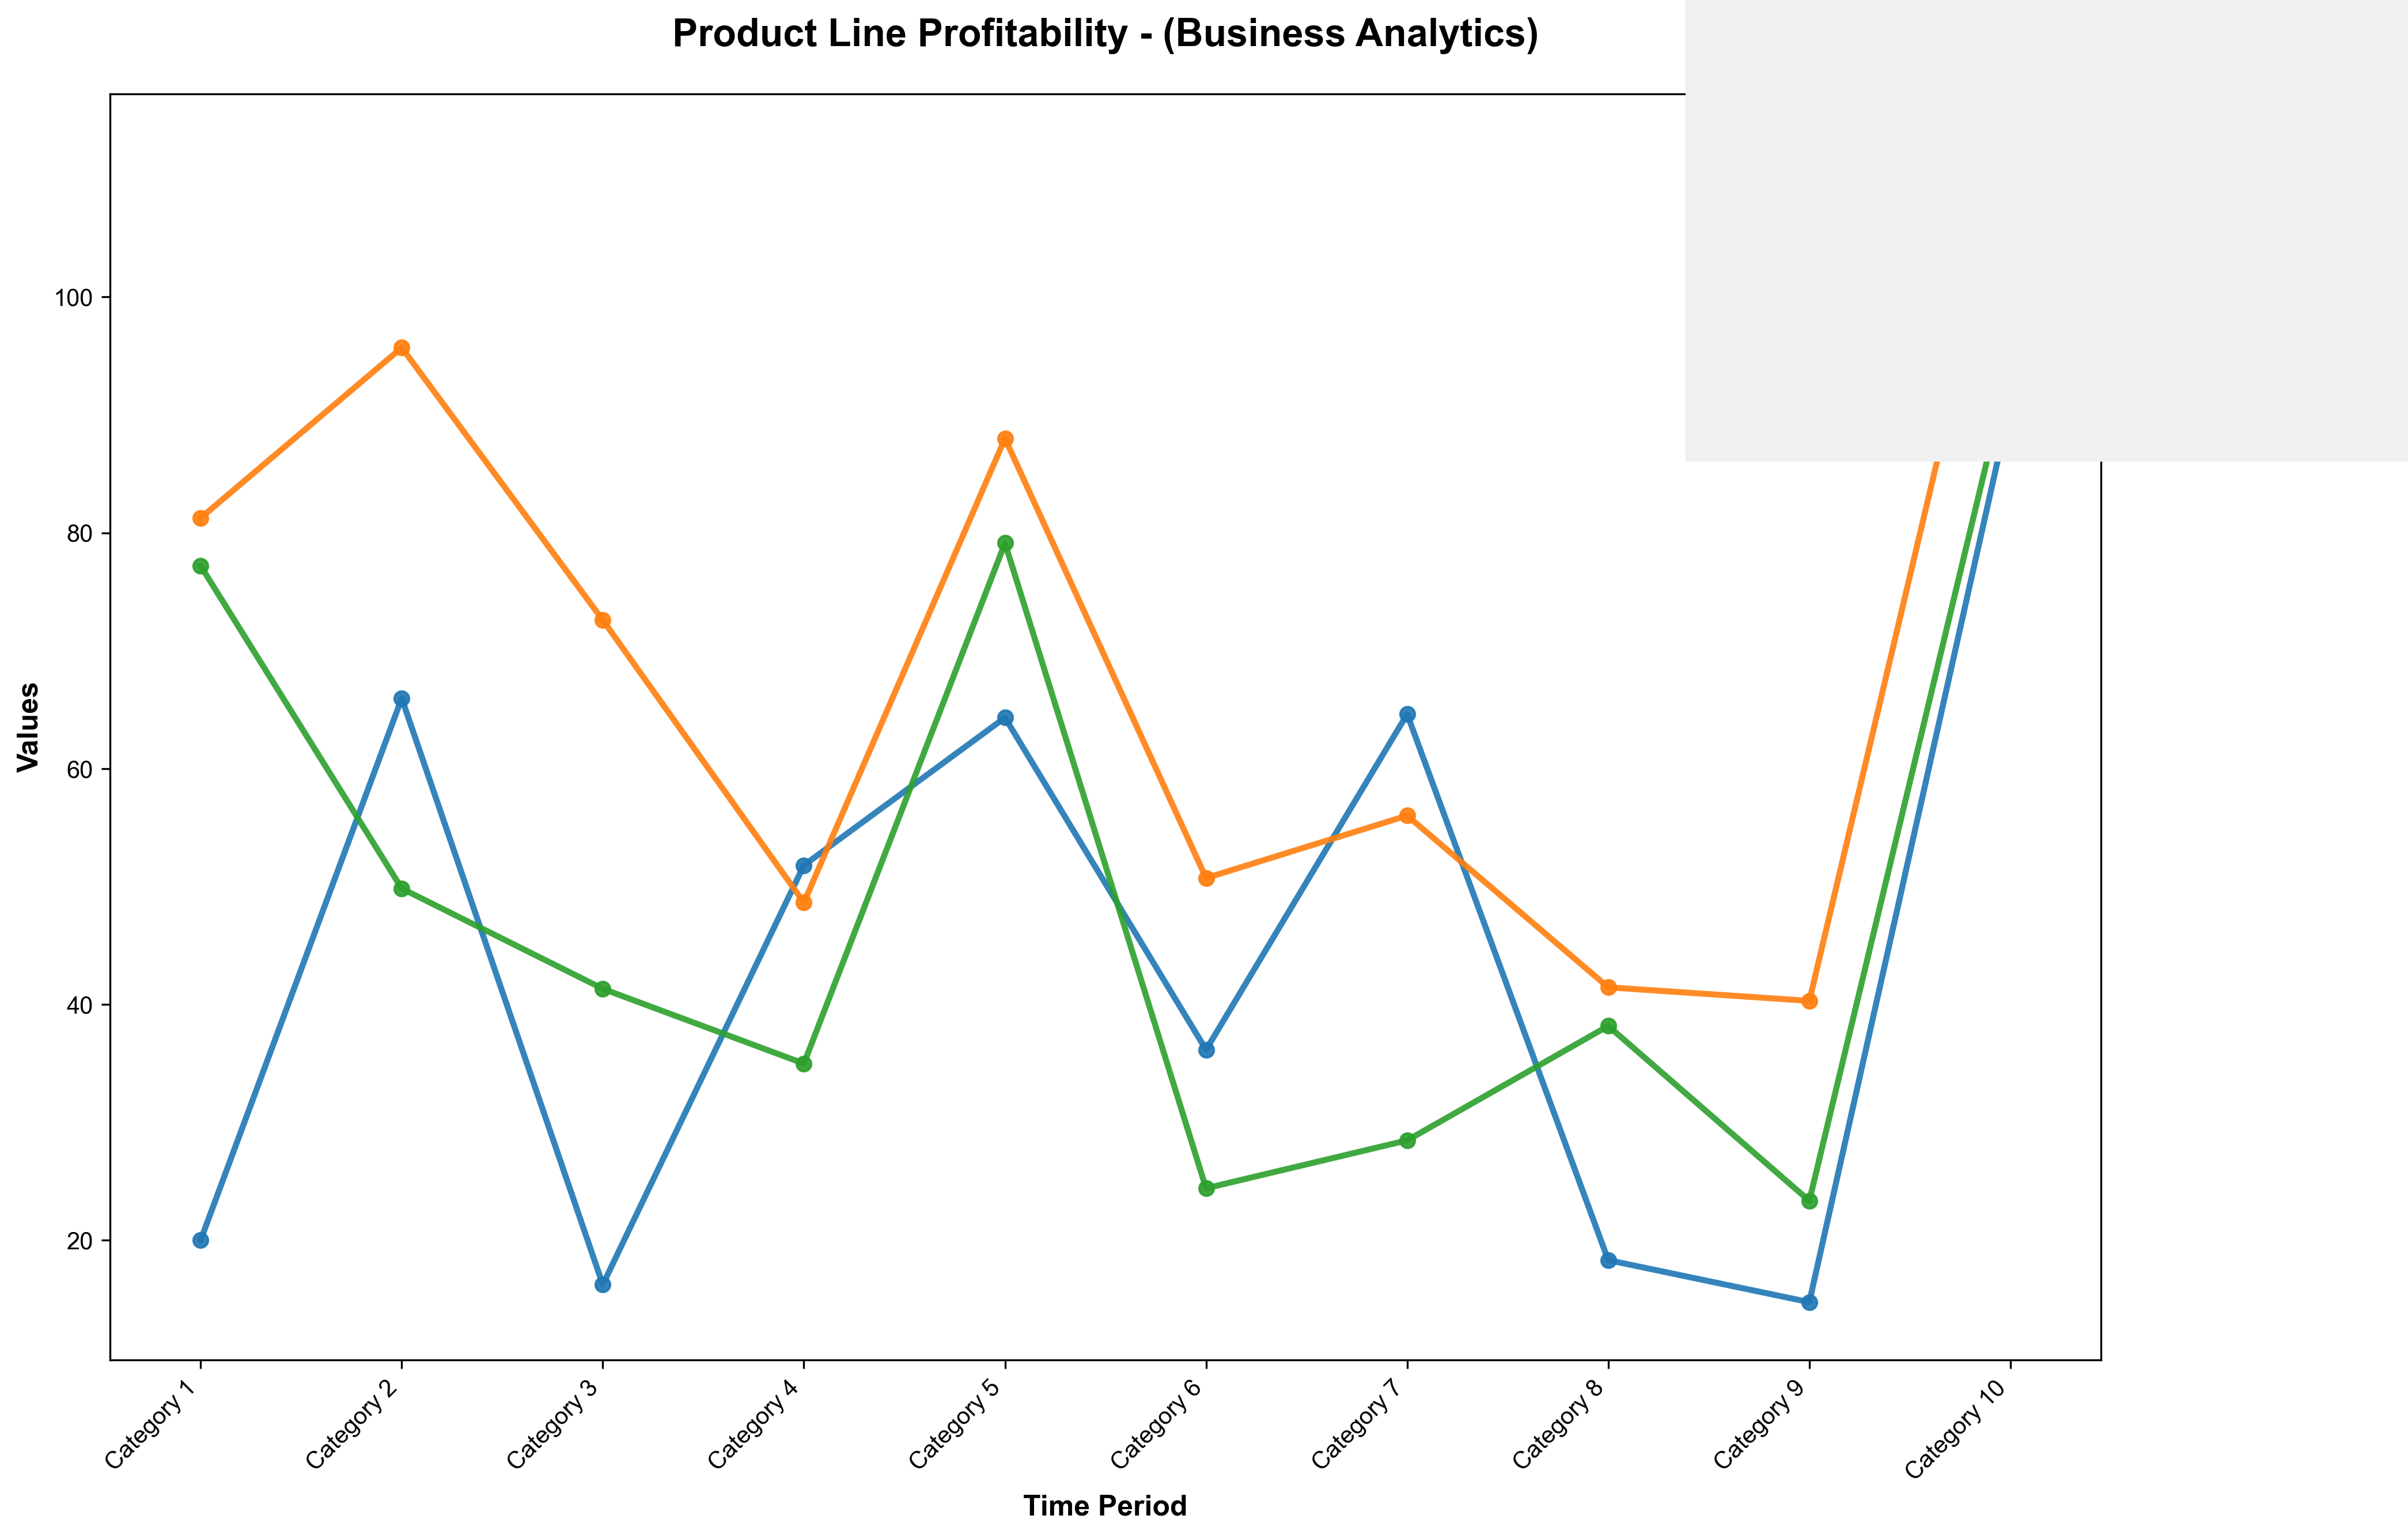 Product Line Profitability - (Business Analytics)
100
80
60
40
20
Values
Category 1
Category 2
Category 3
Category 4
Category 5
Category 6
Category 7
Category 8
Category 9
Category 10
Time Period